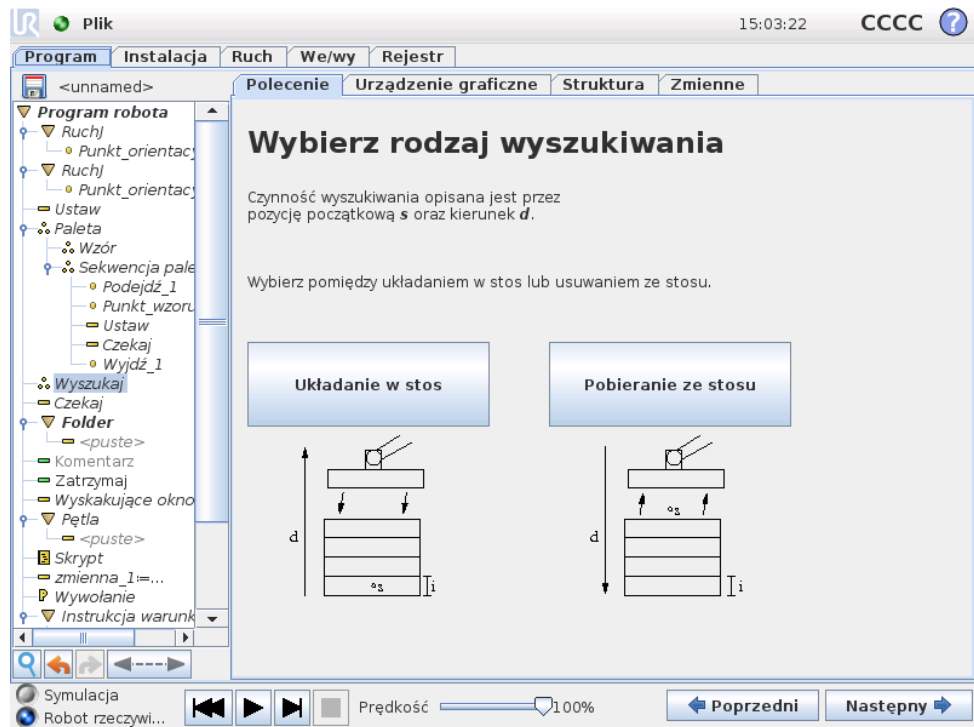 UR Plik 15:03:22 CCCC ?
Program Instalacja Ruch We/wy Rejestr
<unnamed>
Polecenie Urządzenie graficzne Struktura Zmienne
Program robota
RuchJ
Punkt_orientacy
RuchJ
Punkt_orientacy
Ustaw
Paleta
Wzór
Sekwencja pale
Podejdź_1
Punkt_wzoru
Ustaw
Czekaj
Wyjdź_1
Wyszukaj
Czekaj
Folder
<puste>
Komentarz
Zatrzymaj
Wyskakujące okno
Pętla
<puste>
Skrypt
zmienna_1≔...
Wywołanie
Instrukcja warunk
Wybierz rodzaj wyszukiwania
Czynność wyszukiwania opisana jest przez
pozycję początkową s oraz kierunek d.
Wybierz pomiędzy układaniem w stos lub usuwaniem ze stosu.
Układanie w stos
Pobieranie ze stosu
d
s
i
d
s
i
Symulacja
Robot rzeczywi...
Prędkość 100%
Poprzedni
Następny